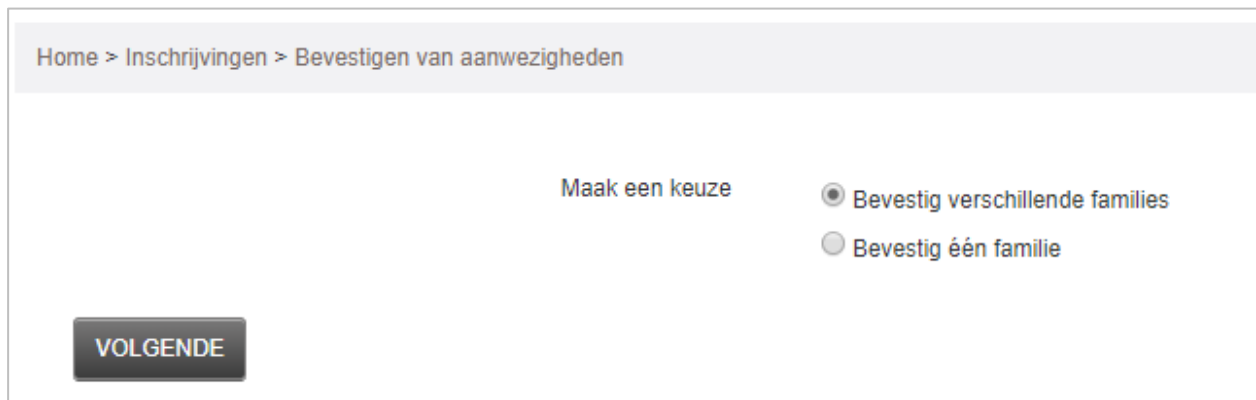 Home > Inschrijvingen > Bevestigen van aanwezigheden
Maak een keuze
Bevestig verschillende families
Bevestig één familie
VOLGENDE